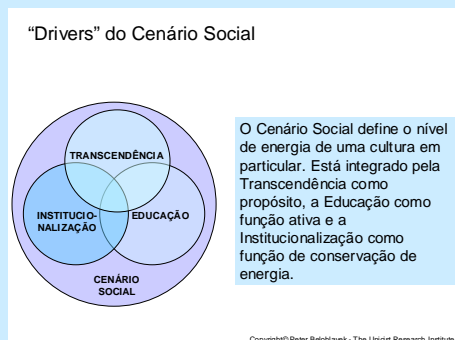 “Drivers” do Cenário Social
TRANSCENDÊNCIA
INSTITUCIO-
NALIZAÇÃO
EDUCAÇÃO
CENÁRIO
SOCIAL
O Cenário Social define o nível
de energia de uma cultura em
particular. Está integrado pela
Transcendência como
propósito, a Educação como
função ativa e a
Institucionalização como
função de conservação de
energia.
Copyright© Peter Belohlavek - The Unicist Research Institute